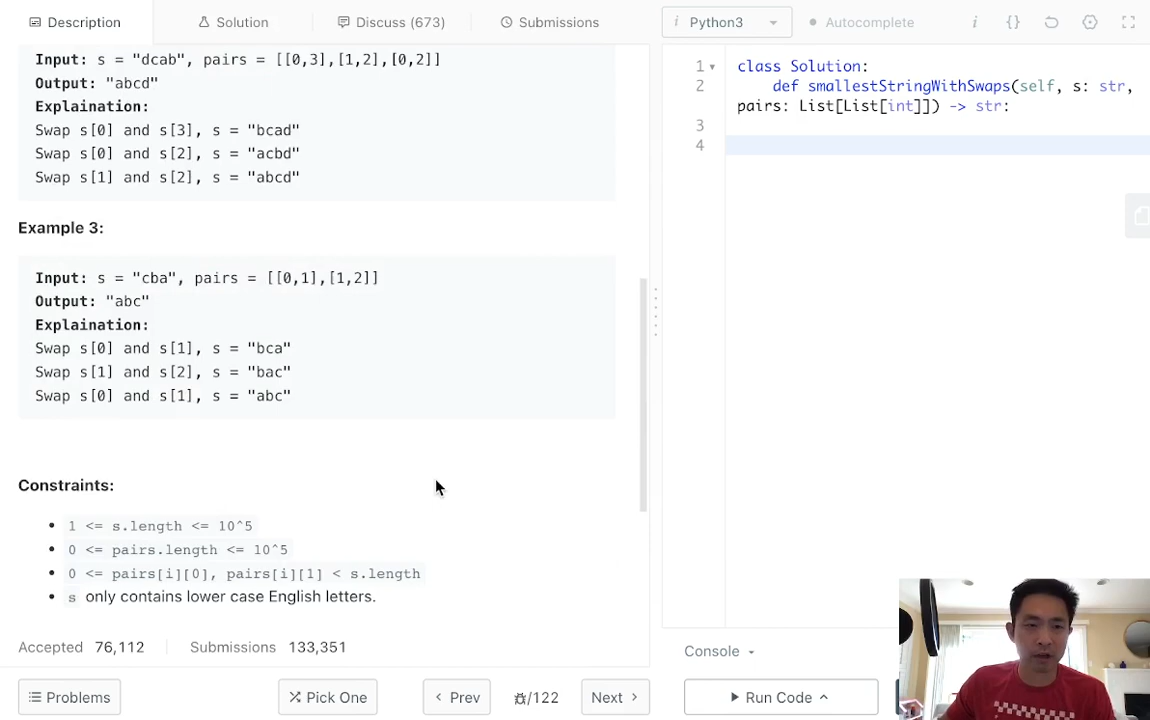 Description
Solution
Discuss (673)
Submissions
i Python3
Autocomplete
i
{}
Input: s = "dcab", pairs = [[0,3],[1,2],[0,2]]
Output: "abcd"
Explaination:
Swap s[0] and s[3], s = "bcad"
Swap s[0] and s[2], s = "acbd"
Swap s[1] and s[2], s = "abcd"
Example 3:
Input: s = "cba", pairs = [[0,1],[1,2]]
Output: "abc"
Explaination:
Swap s[0] and s[1], s = "bca"
Swap s[1] and s[2], s = "bac"
Swap s[0] and s[1], s = "abc"
Constraints:
1 <= s.length <= 10^5
0 <= pairs.length <= 10^5
0 <= pairs[i][0], pairs[i][1] < s.length
s only contains lower case English letters.
Accepted 76,112 Submissions 133,351
Problems
Pick One
Prev
/122
Next
1 class Solution:
2 def smallestStringWithSwaps(self, s: str,
pairs: List[List[int]]) -> str:
3
4
Console
Run Code